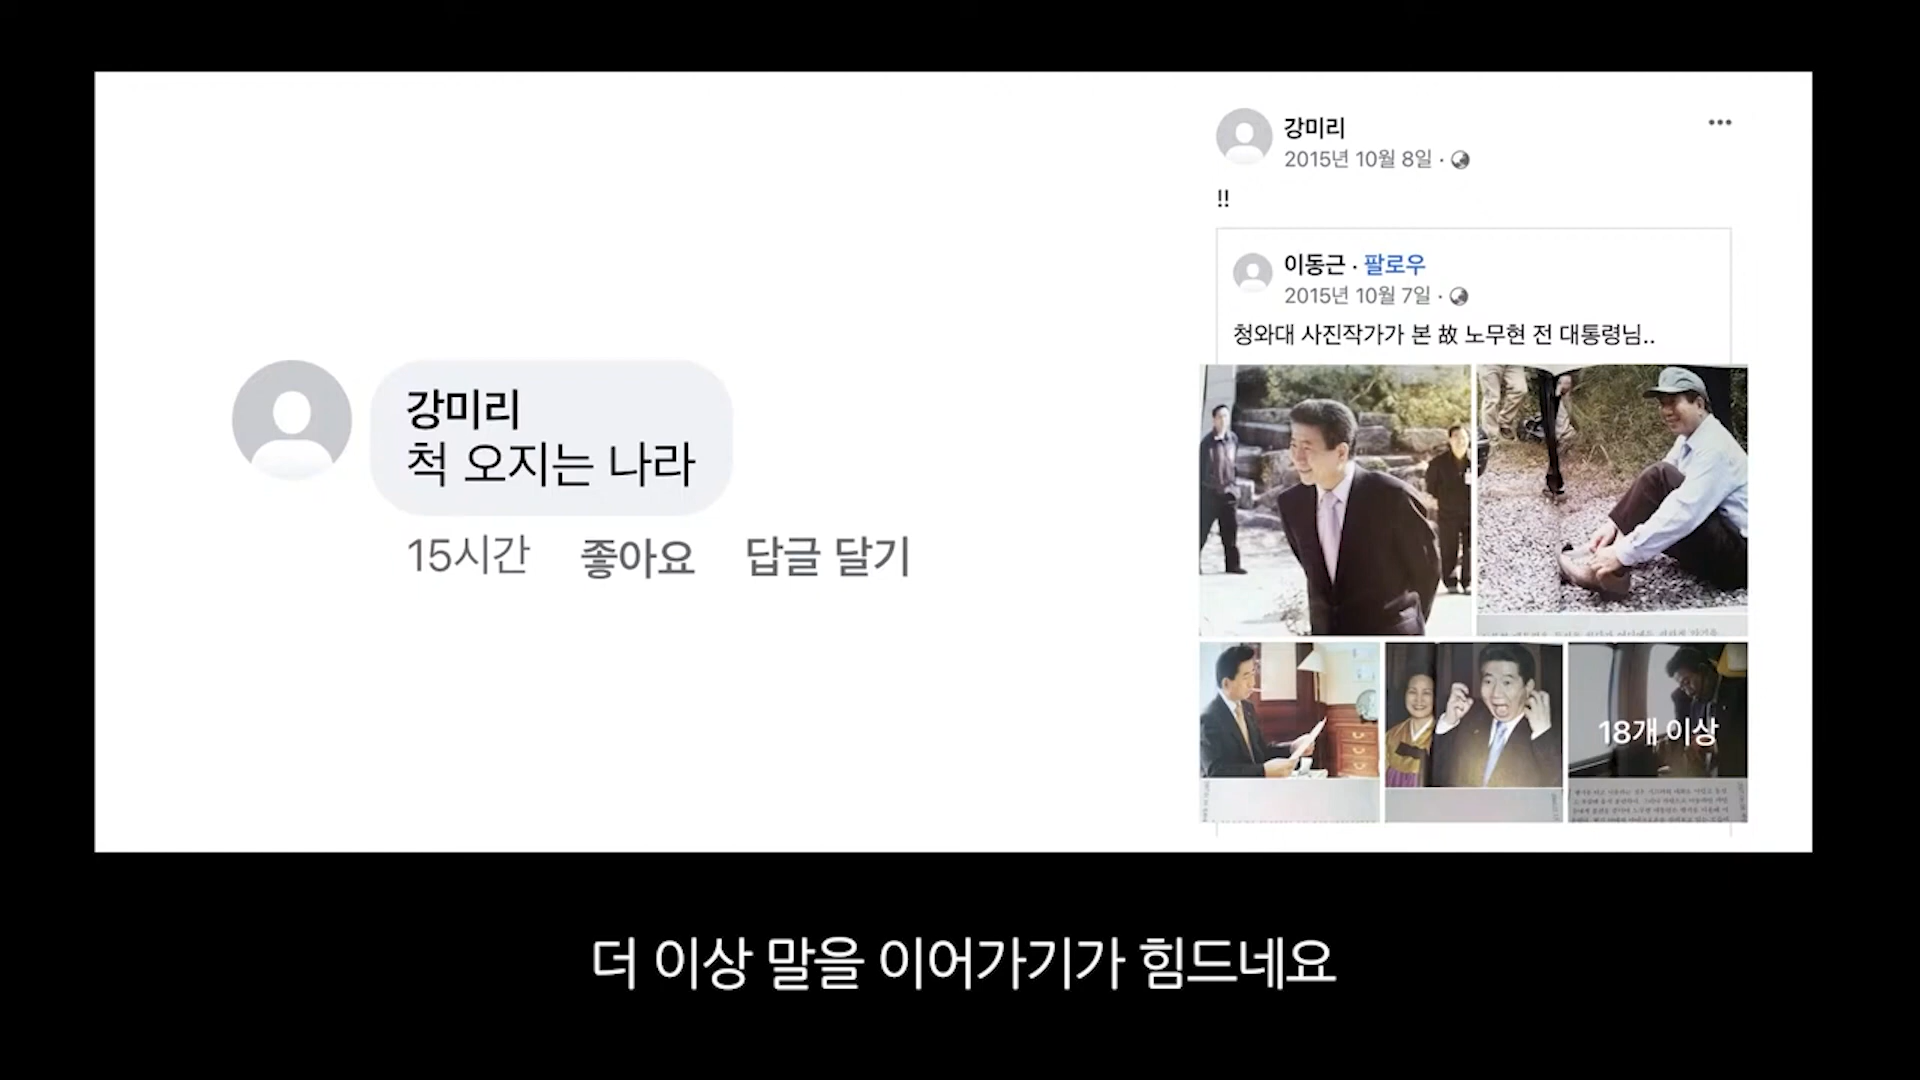 강미리
척 오지는 나라
15시간 좋아요 답글 달기
강미리
2015년 10월 8일 ·
!!
이동근 · 팔로우
2015년 10월 7일 ·
청와대 사진작가가 본 故 노무현 전 대통령님..
18개 이상
더 이상 말을 이어가기가 힘드네요